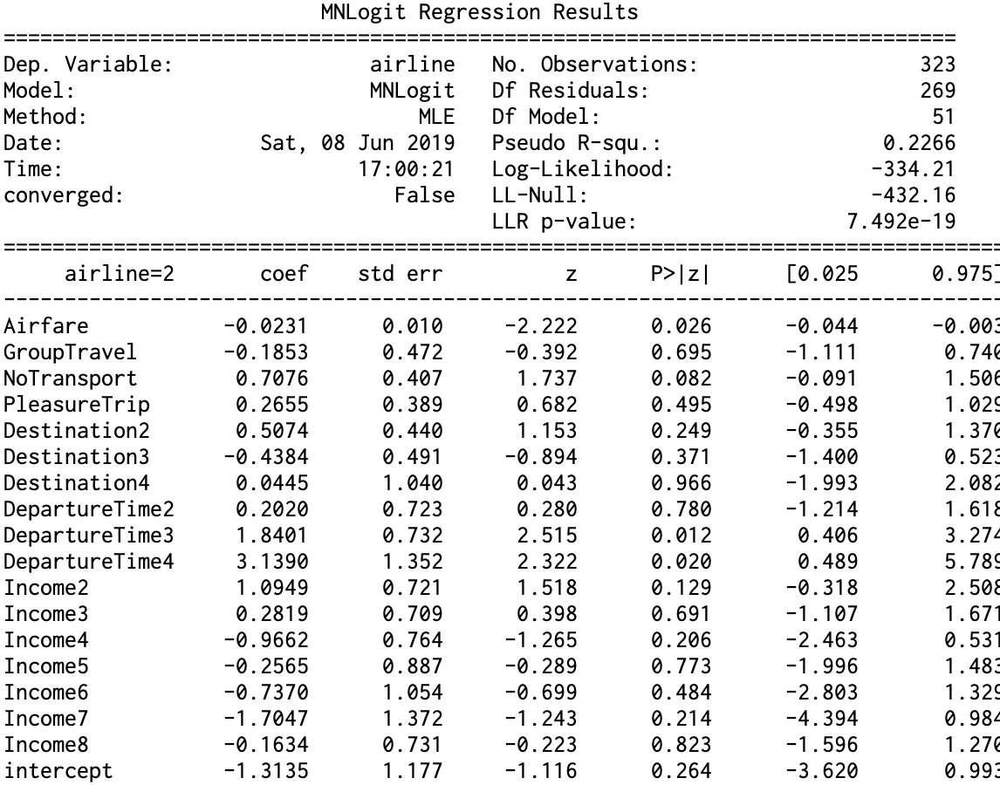 MNLogit Regression Results
==============================================================================
Dep. Variable: airline No. Observations: 323
Model: MNLogit Df Residuals: 269
Method: MLE Df Model: 51
Date: Sat, 08 Jun 2019 Pseudo R-squ.: 0.2266
Time: 17:00:21 Log-Likelihood: -334.21
converged: False LL-Null: -432.16
LLR p-value: 7.492e-19
==================================================================================
airline=2 coef std err z P>|z| [0.025 0.975]
----------------------------------------------------------------------------------
Airfare -0.0231 0.010 -2.222 0.026 -0.044 -0.003
GroupTravel -0.1853 0.472 -0.392 0.695 -1.111 0.740
NoTransport 0.7076 0.407 1.737 0.082 -0.091 1.506
PleasureTrip 0.2655 0.389 0.682 0.495 -0.498 1.029
Destination2 0.5074 0.440 1.153 0.249 -0.355 1.370
Destination3 -0.4384 0.491 -0.894 0.371 -1.400 0.523
Destination4 0.0445 1.040 0.043 0.966 -1.993 2.082
DepartureTime2 0.2020 0.723 0.280 0.780 -1.214 1.618
DepartureTime3 1.8401 0.732 2.515 0.012 0.406 3.274
DepartureTime4 3.1390 1.352 2.322 0.020 0.489 5.789
Income2 1.0949 0.721 1.518 0.129 -0.318 2.508
Income3 0.2819 0.709 0.398 0.691 -1.107 1.671
Income4 -0.9662 0.764 -1.265 0.206 -2.463 0.531
Income5 -0.2565 0.887 -0.289 0.773 -1.996 1.483
Income6 -0.7370 1.054 -0.699 0.484 -2.803 1.329
Income7 -1.7047 1.372 -1.243 0.214 -4.394 0.984
Income8 -0.1634 0.731 -0.223 0.823 -1.596 1.270
intercept -1.3135 1.177 -1.116 0.264 -3.620 0.993